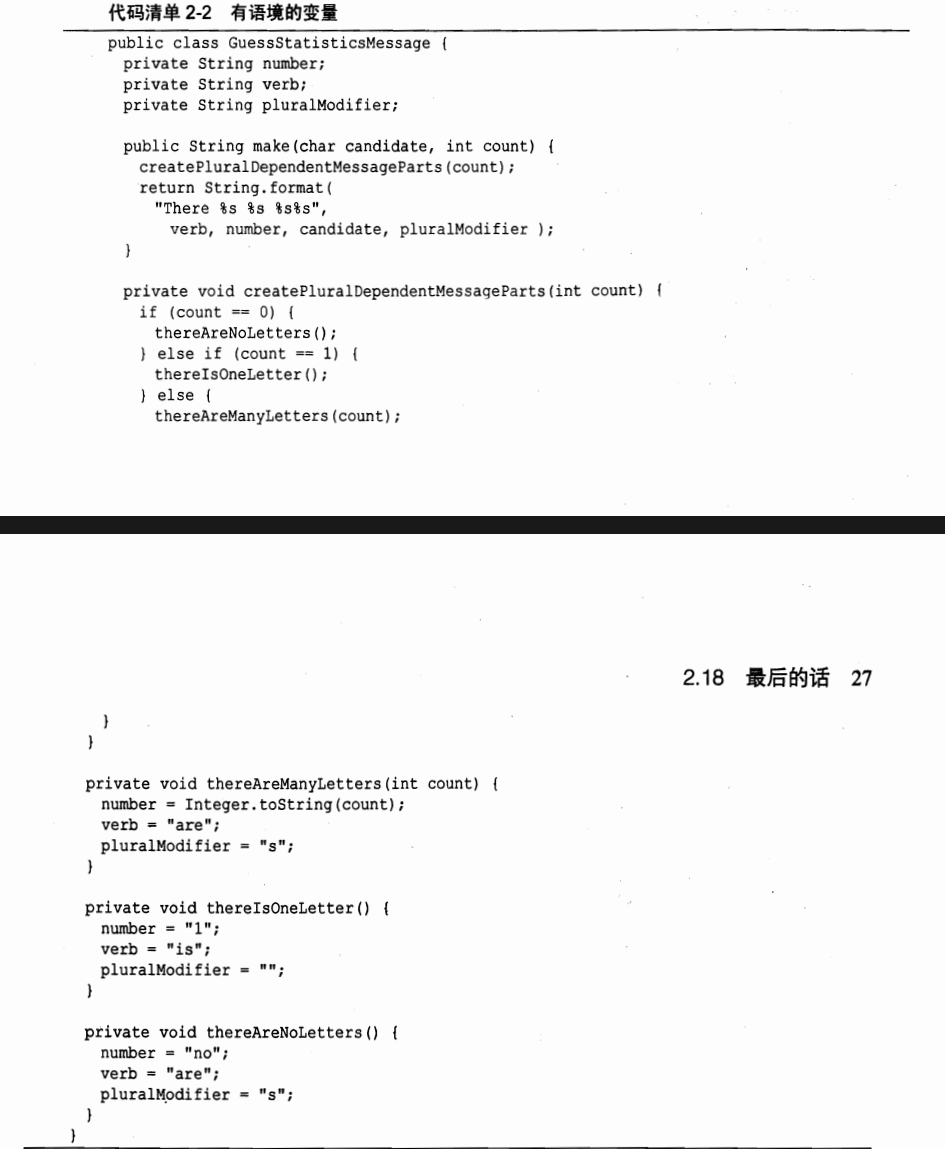 代码清单 2-2 有语境的变量
public class GuessStatisticsMessage {
private String number;
private String verb;
private String pluralModifier;
public String make(char candidate, int count) {
createPluralDependentMessageParts(count);
return String.format(
"There %s %s %s%s",
verb, number, candidate, pluralModifier );
}
private void createPluralDependentMessageParts(int count) {
if (count == 0) {
thereAreNoLetters();
} else if (count == 1) {
thereIsOneLetter();
} else {
thereAreManyLetters(count);
2.18 最后的话 27
}
}
private void thereAreManyLetters(int count) {
number = Integer.toString(count);
verb = "are";
pluralModifier = "s";
}
private void thereIsOneLetter() {
number = "1";
verb = "is";
pluralModifier = "";
}
private void thereAreNoLetters() {
number = "no";
verb = "are";
pluralModifier = "s";
}
}